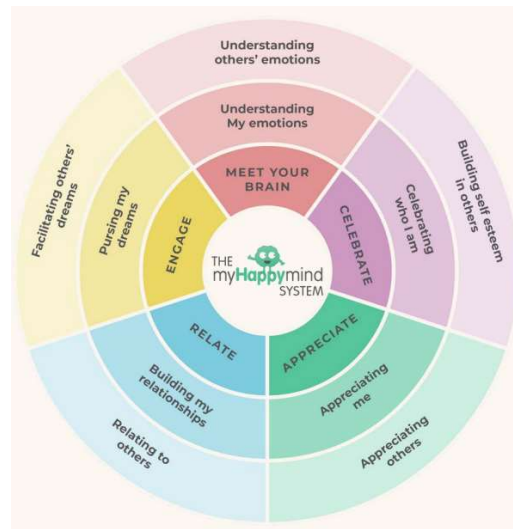 Understanding
others' emotions
Understanding
My emotions
MEET YOUR
BRAIN
Building self esteem
in others
Celebrating
who I am
CELEBRATE
Facilitating others'
dreams
Pursing my
dreams
ENGAGE
THE
myHappymind
SYSTEM
RELATE
Building my
relationships
Relating to
others
APPRECIATE
Appreciating
me
Appreciating
others